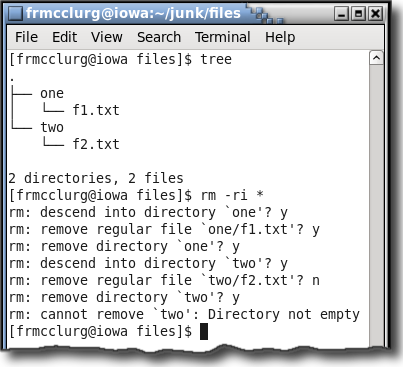 frmcclurg@iowa:~/junk/files
File Edit View Search Terminal Help
[frmcclurg@iowa files]$ tree
.
├── one
│   └── f1.txt
└── two
    └── f2.txt
2 directories, 2 files
[frmcclurg@iowa files]$ rm -ri *
rm: descend into directory `one'? y
rm: remove regular file `one/f1.txt'? y
rm: remove directory `one'? y
rm: descend into directory `two'? y
rm: remove regular file `two/f2.txt'? n
rm: remove directory `two'? y
rm: cannot remove `two': Directory not empty
[frmcclurg@iowa files]$